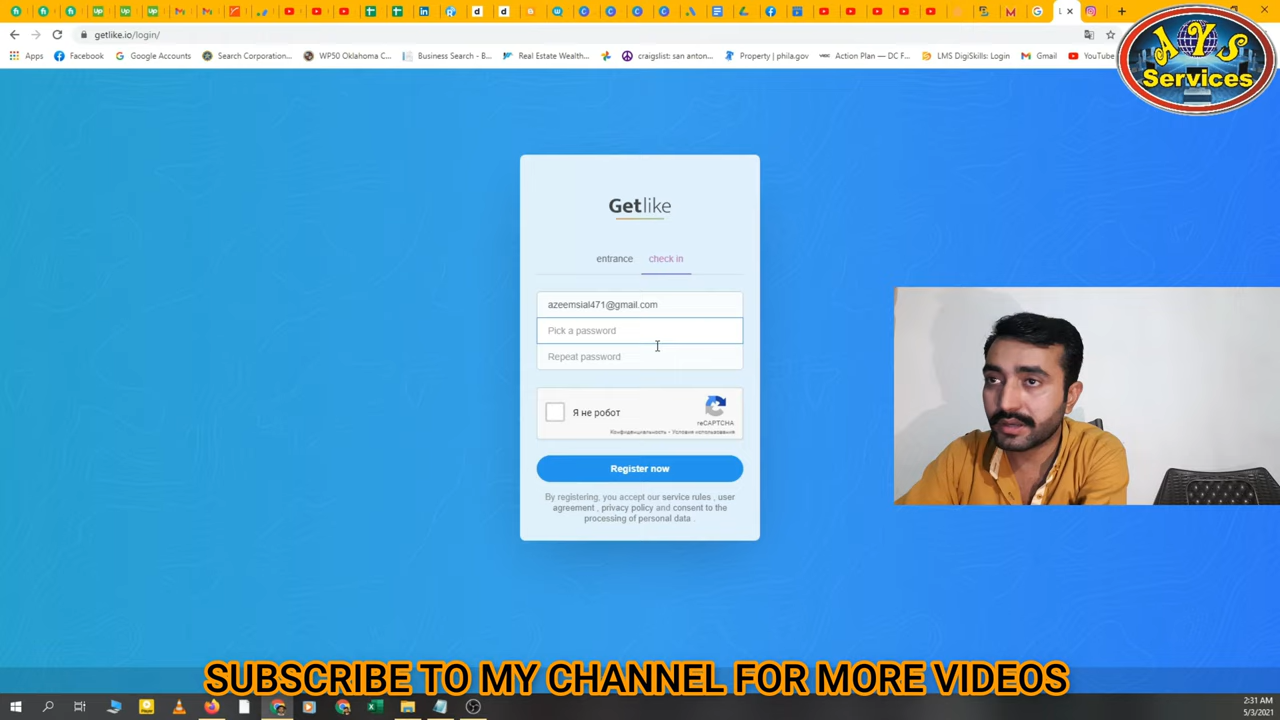 getlike.io/login/
Apps
Facebook
Google Accounts
Search Corporation...
WP50 Oklahoma C...
Business Search - B...
Real Estate Wealth...
craigslist: san anton...
Property | phila.gov
Action Plan — DC F...
LMS DigiSkills: Login
Gmail
YouTube
AYS
Services
Getlike
entrance
check in
azeemsial471@gmail.com
Pick a password
Repeat password
Я не робот
reCAPTCHA
Конфиденциальность - Условия использования
Register now
By registering, you accept our service rules , user
agreement , privacy policy and consent to the
processing of personal data .
SUBSCRIBE TO MY CHANNEL FOR MORE VIDEOS
2:31 AM
5/3/2021